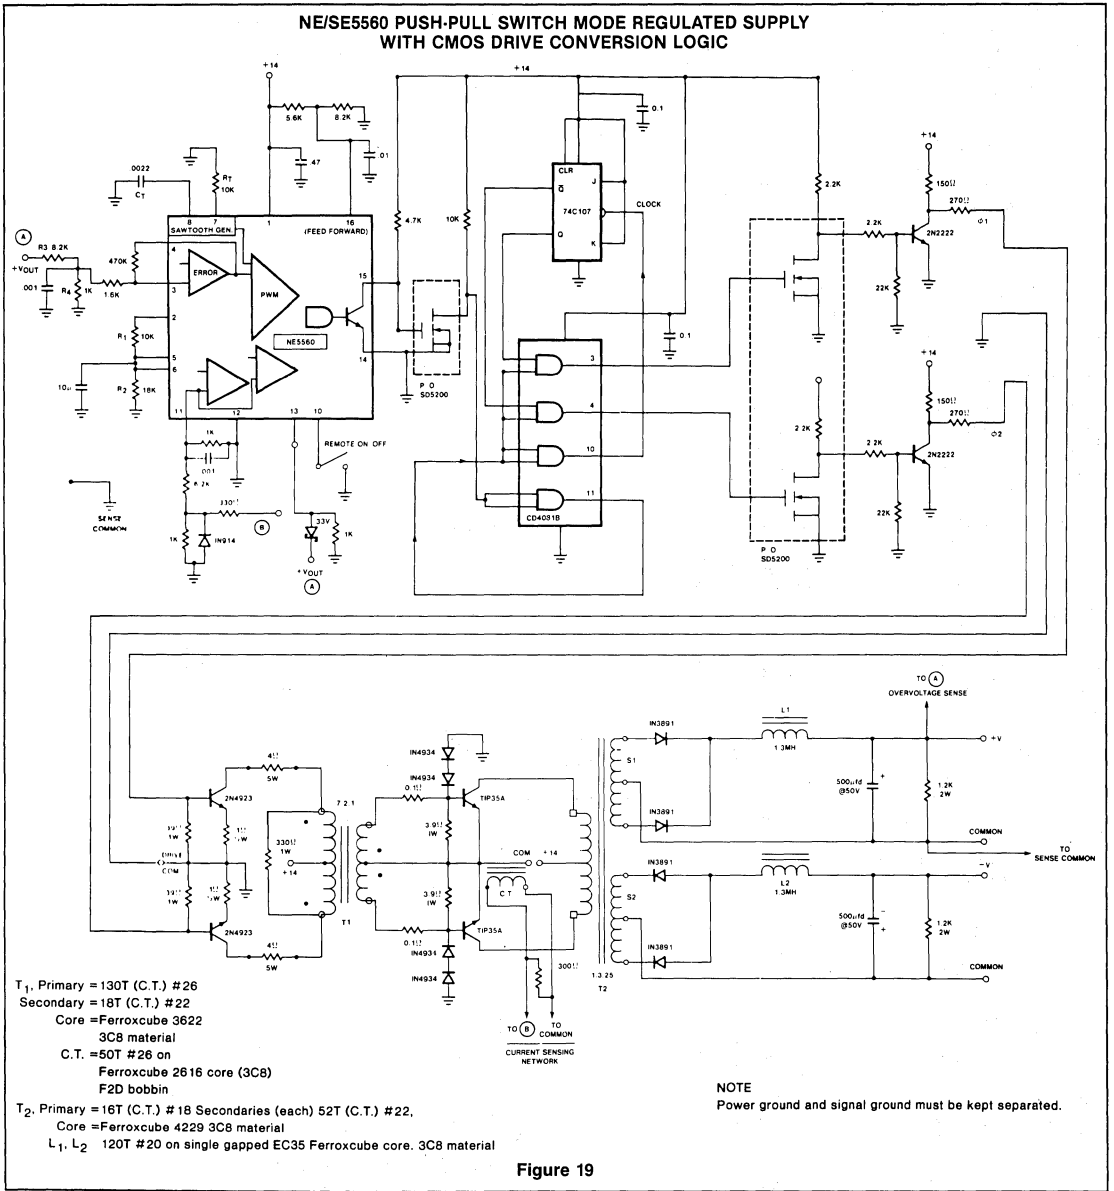 NE/SE5560 PUSH-PULL SWITCH MODE REGULATED SUPPLY
WITH CMOS DRIVE CONVERSION LOGIC
+14
+14
5.6K
8.2K
.47
.01
.0022
CT
RT
10K
8
7
1
16
SAWTOOTH GEN.
(FEED FORWARD)
A
R3 8.2K
+VOUT
.001
R4
1K
1.6K
470K
4
3
ERROR
PWM
NE5560
15
14
2
R1
10K
5
6
R2
18K
11
12
13
10
4.7K
10K
P O
SD5200
1K
.001
330Ω
B
1K
IN914
REMOTE ON OFF
33V
1K
+VOUT
A
SENSE
COMMON
0.1
CLR
Q
J
74C107
CLOCK
Q
K
0.1
3
4
10
11
CD4081B
2.2K
2.2K
P O
SD5200
+14
150Ω
270Ω
Φ1
2.2K
2N2222
22K
+14
150Ω
270Ω
Φ2
2.2K
2N2222
22K
TO A
OVERVOLTAGE SENSE
2N4923
4Ω
5W
1W
330Ω
1W
+14
DRIVE
COM
1W
2N4923
4Ω
5W
7.2.1
T1
IN4934
IN4934
0.1Ω
TIP35A
3.9Ω
1W
COM
+14
C T
3.9Ω
1W
0.1Ω
TIP35A
IN4934
IN4934
300Ω
TO B
TO
COMMON
CURRENT SENSING
NETWORK
1.3.25
T2
S1
IN3891
IN3891
L1
1.3MH
500µfd
@50V
+
1.2K
2W
+V
COMMON
TO
SENSE COMMON
S2
IN3891
IN3891
L2
1.3MH
500µfd
@50V
−
+
1.2K
2W
−V
COMMON
T1, Primary =130T (C.T.) #26
Secondary =18T (C.T.) #22
Core =Ferroxcube 3622
3C8 material
C.T. =50T #26 on
Ferroxcube 2616 core (3C8)
F2D bobbin
T2, Primary =16T (C.T.) #18 Secondaries (each) 52T (C.T.) #22,
Core =Ferroxcube 4229 3C8 material
L1, L2 120T #20 on single gapped EC35 Ferroxcube core. 3C8 material
NOTE
Power ground and signal ground must be kept separated.
Figure 19